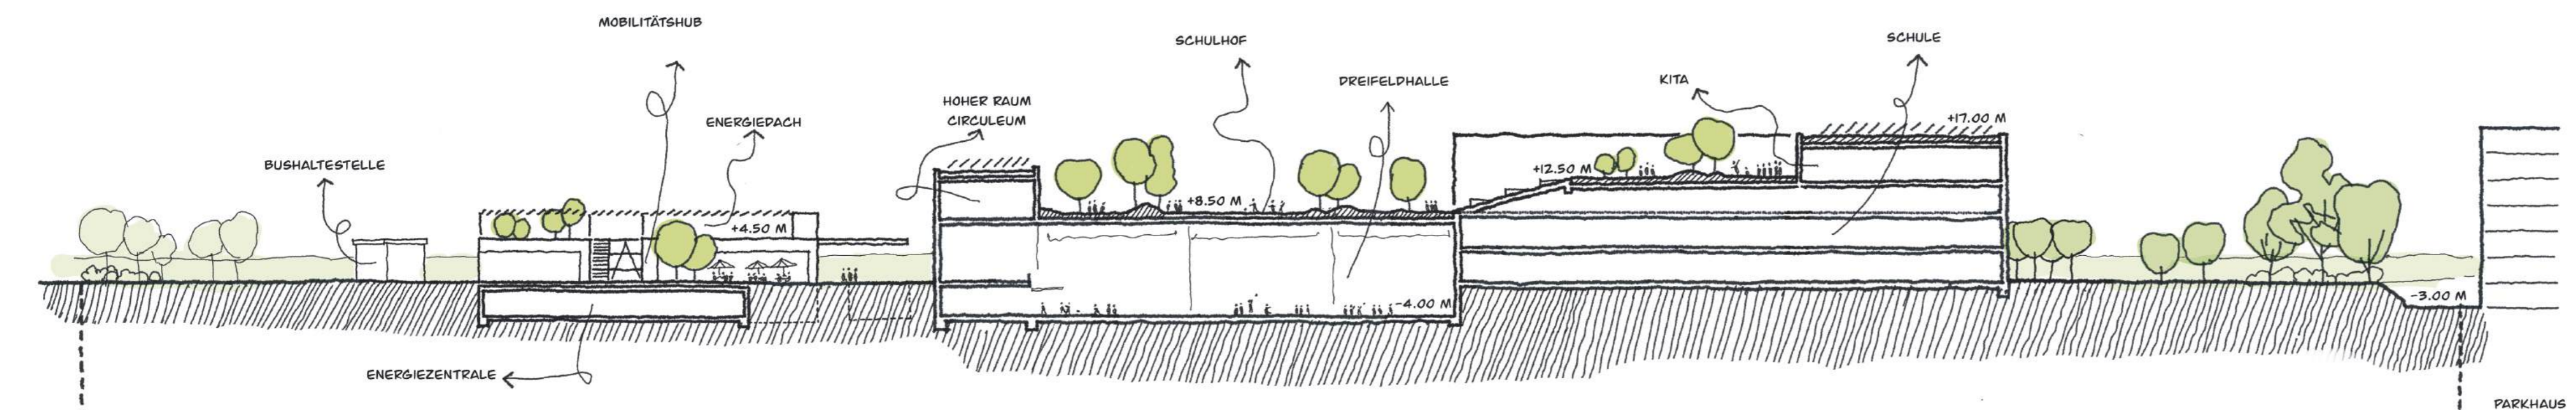 MOBILITÄTSHUB
SCHULHOF
SCHULE
DREIFELDHALLE
KITA
HOHER RAUM
CIRCULEUM
ENERGIEDACH
+17.00 M
BUSHALTESTELLE
+12.50 M
+8.50 M
+4.50 M
-4.00 M
-3.00 M
ENERGIEZENTRALE
PARKHAUS